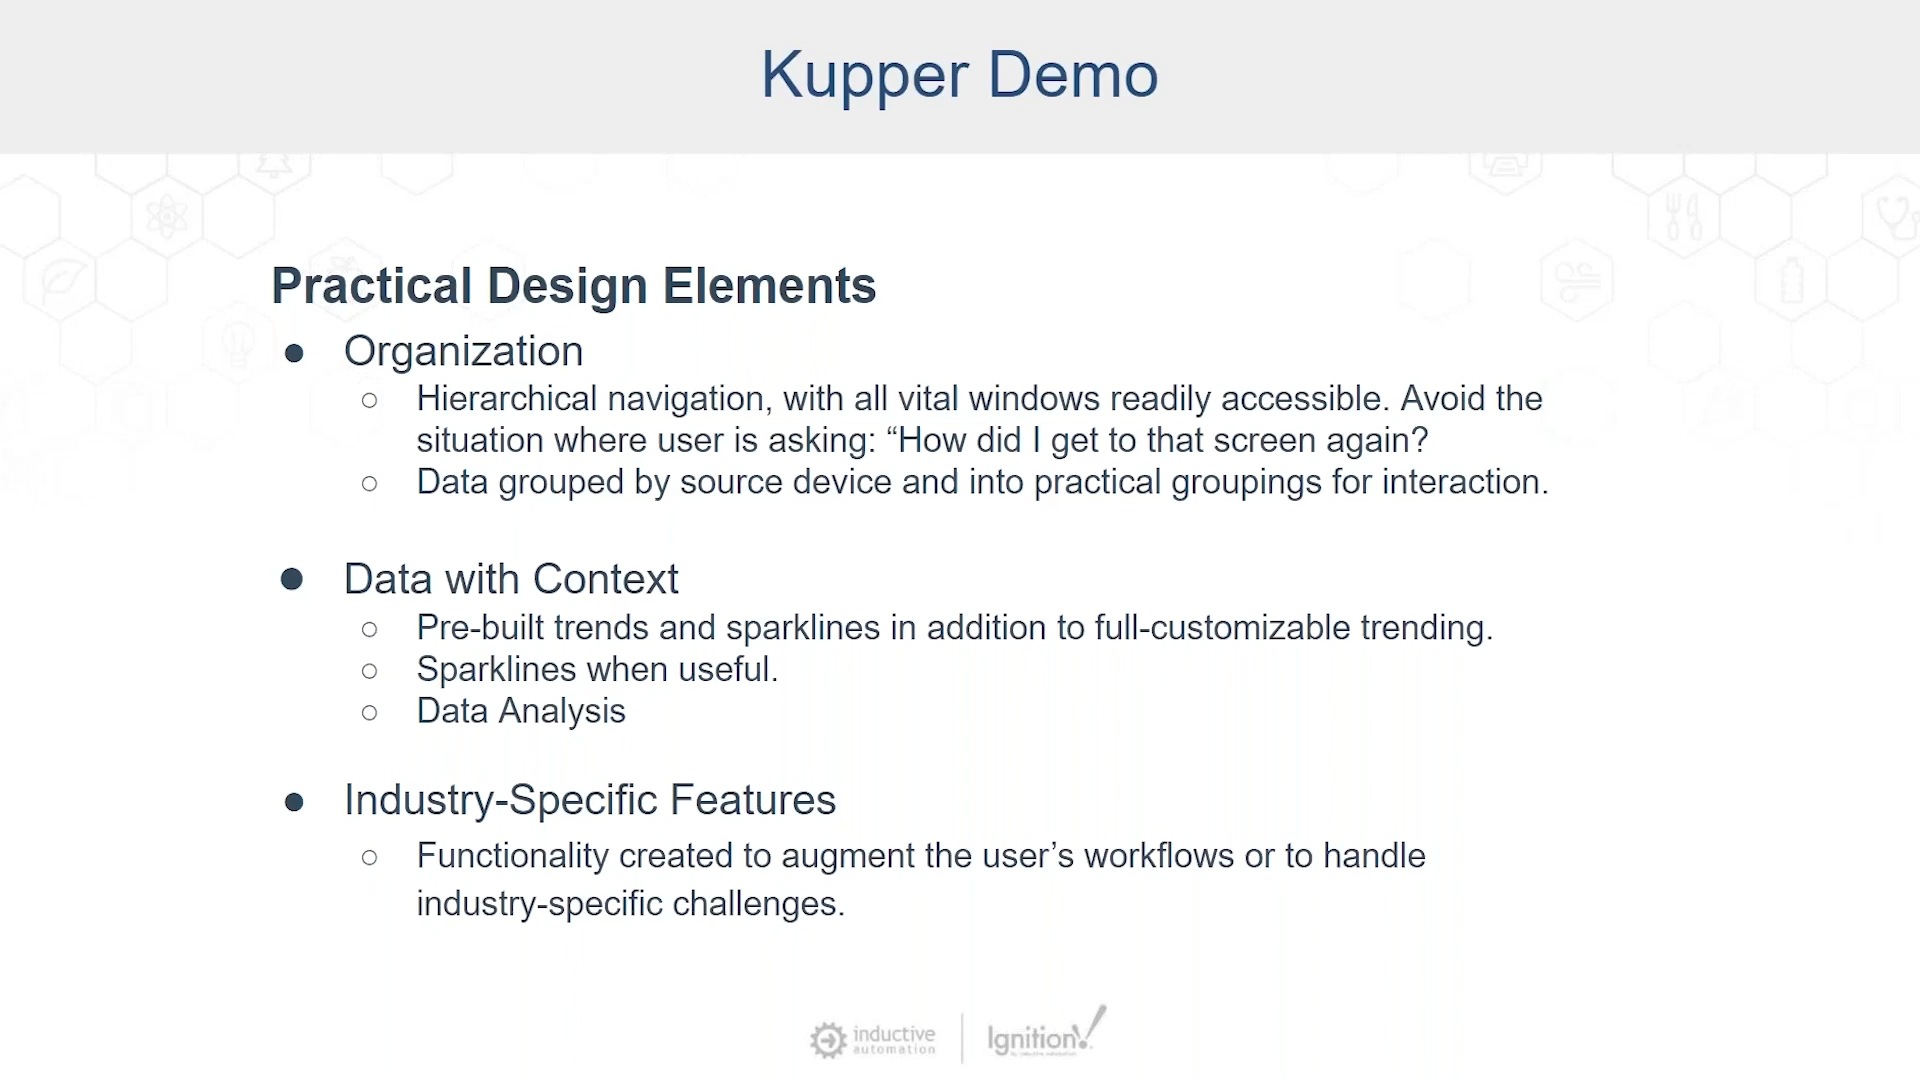 Kupper Demo
Practical Design Elements
● Organization
○ Hierarchical navigation, with all vital windows readily accessible. Avoid the
situation where user is asking: “How did I get to that screen again?
○ Data grouped by source device and into practical groupings for interaction.
● Data with Context
○ Pre-built trends and sparklines in addition to full-customizable trending.
○ Sparklines when useful.
○ Data Analysis
● Industry-Specific Features
○ Functionality created to augment the user’s workflows or to handle
industry-specific challenges.
inductive
automation
Ignition!